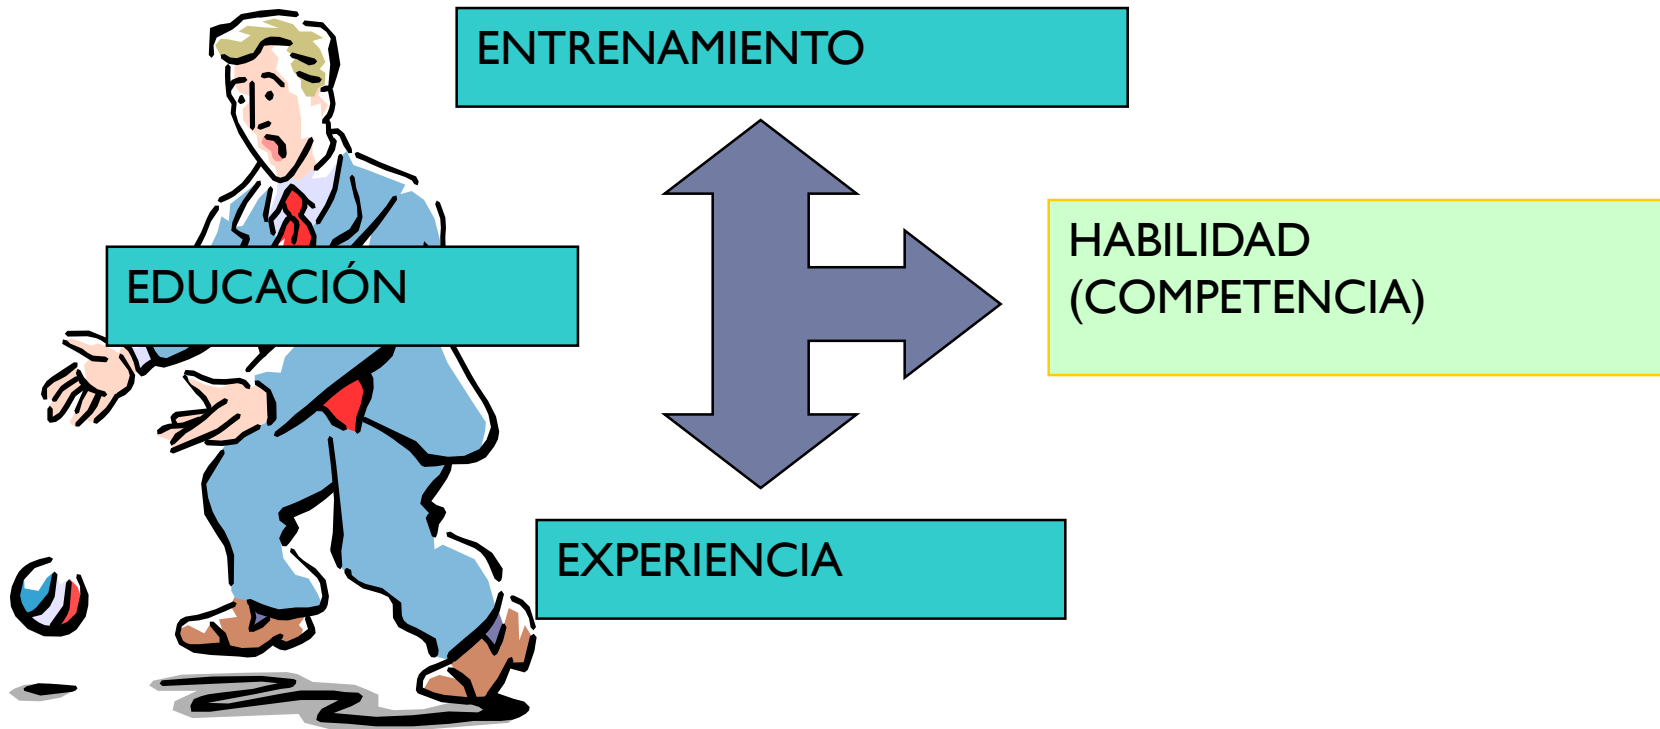 ENTRENAMIENTO
EDUCACIÓN
HABILIDAD
(COMPETENCIA)
EXPERIENCIA